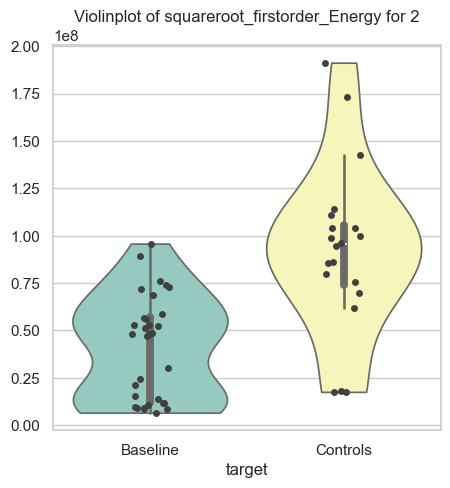 Violinplot of squareroot_firstorder_Energy for 2
1e8
2.00
1.75
1.50
1.25
1.00
0.75
0.50
0.25
0.00
Baseline Controls
target